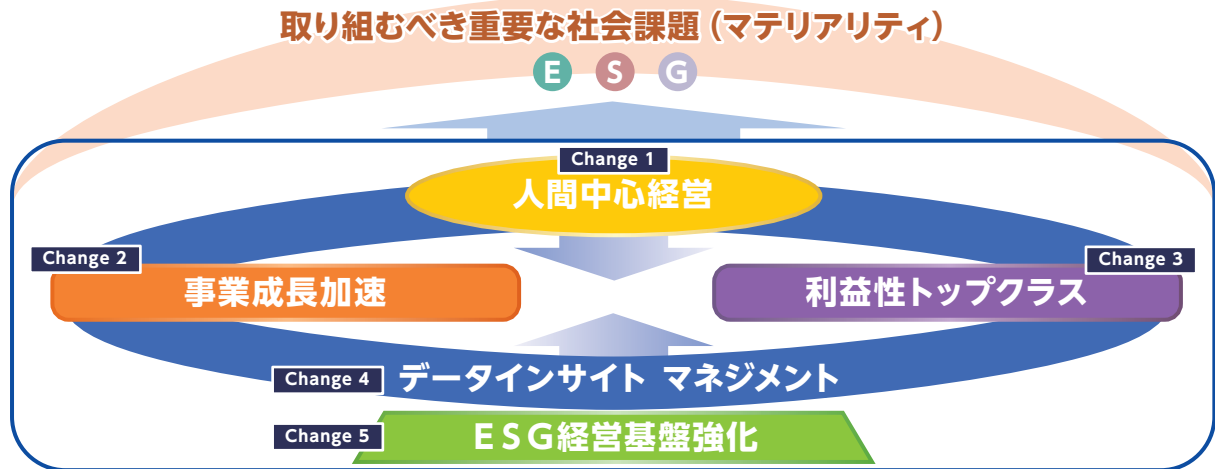 取り組むべき重要な社会課題（マテリアリティ）
E S G
Change 1
人間中心経営
Change 2
事業成長加速
Change 3
利益性トップクラス
Change 4
データインサイト マネジメント
Change 5
ESG経営基盤強化